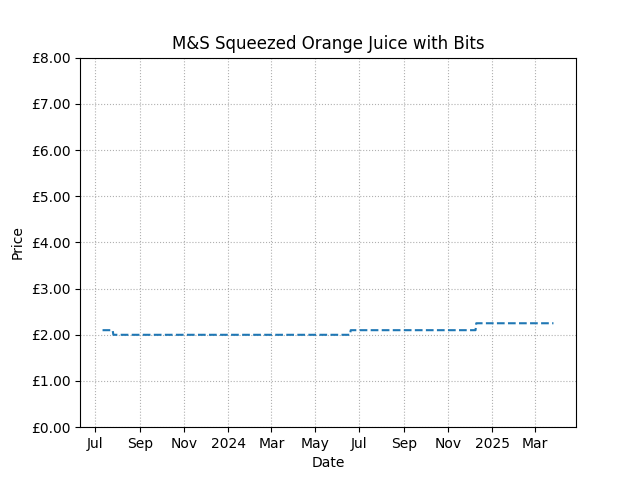 M&S Squeezed Orange Juice with Bits
£8.00
£7.00
£6.00
£5.00
£4.00
£3.00
£2.00
£1.00
£0.00
Price
Jul Sep Nov 2024 Mar May Jul Sep Nov 2025 Mar
Date